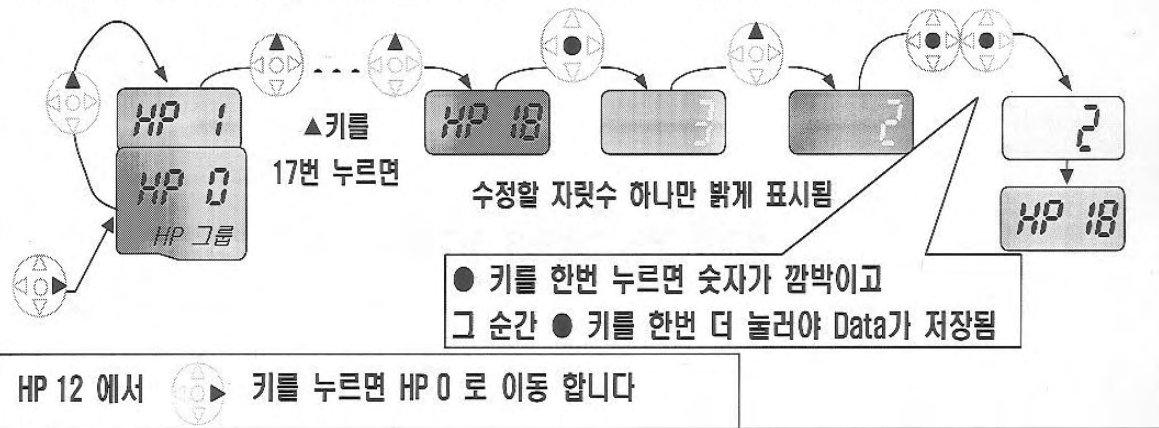 HP 1
HP 0
HP 그룹
▲키를
17번 누르면
HP 18
3
2
2
HP 18
수정할 자릿수 하나만 밝게 표시됨
● 키를 한번 누르면 숫자가 깜박이고
그 순간 ● 키를 한번 더 눌러야 Data가 저장됨
HP 12 에서 키를 누르면 HP 0 로 이동 합니다